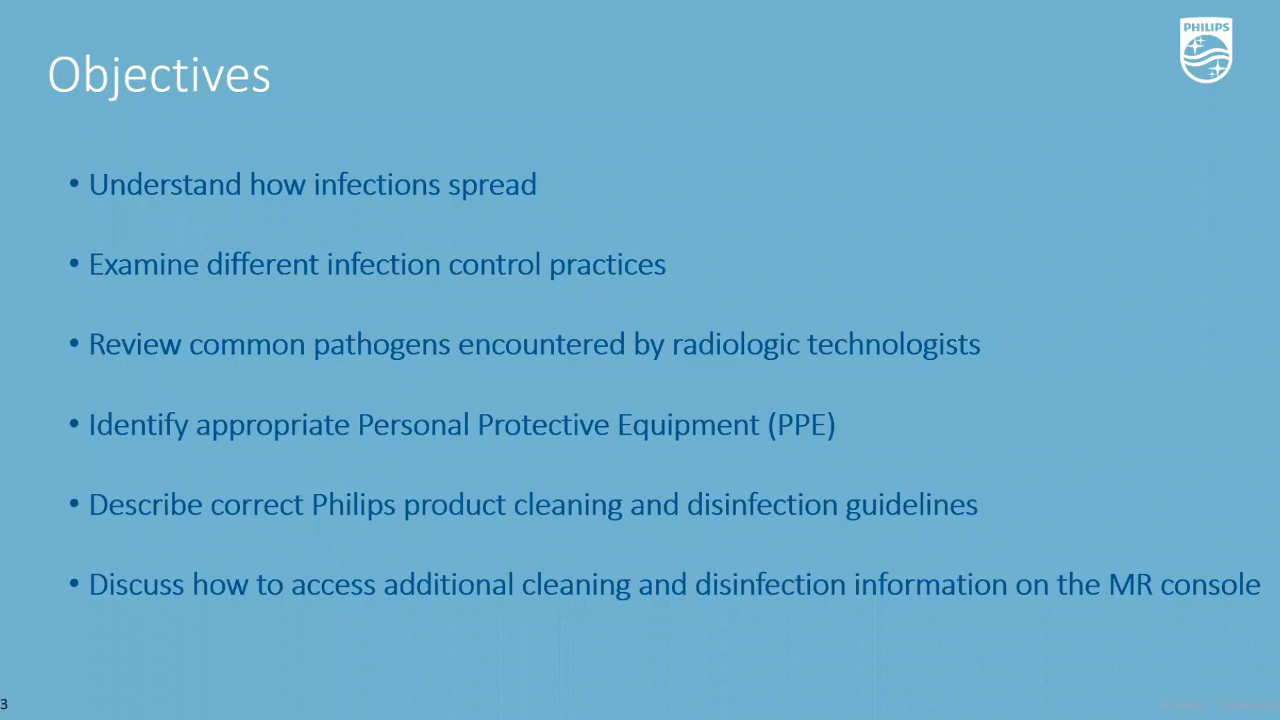 PHILIPS
Objectives
• Understand how infections spread
• Examine different infection control practices
• Review common pathogens encountered by radiologic technologists
• Identify appropriate Personal Protective Equipment (PPE)
• Describe correct Philips product cleaning and disinfection guidelines
• Discuss how to access additional cleaning and disinfection information on the MR console
3